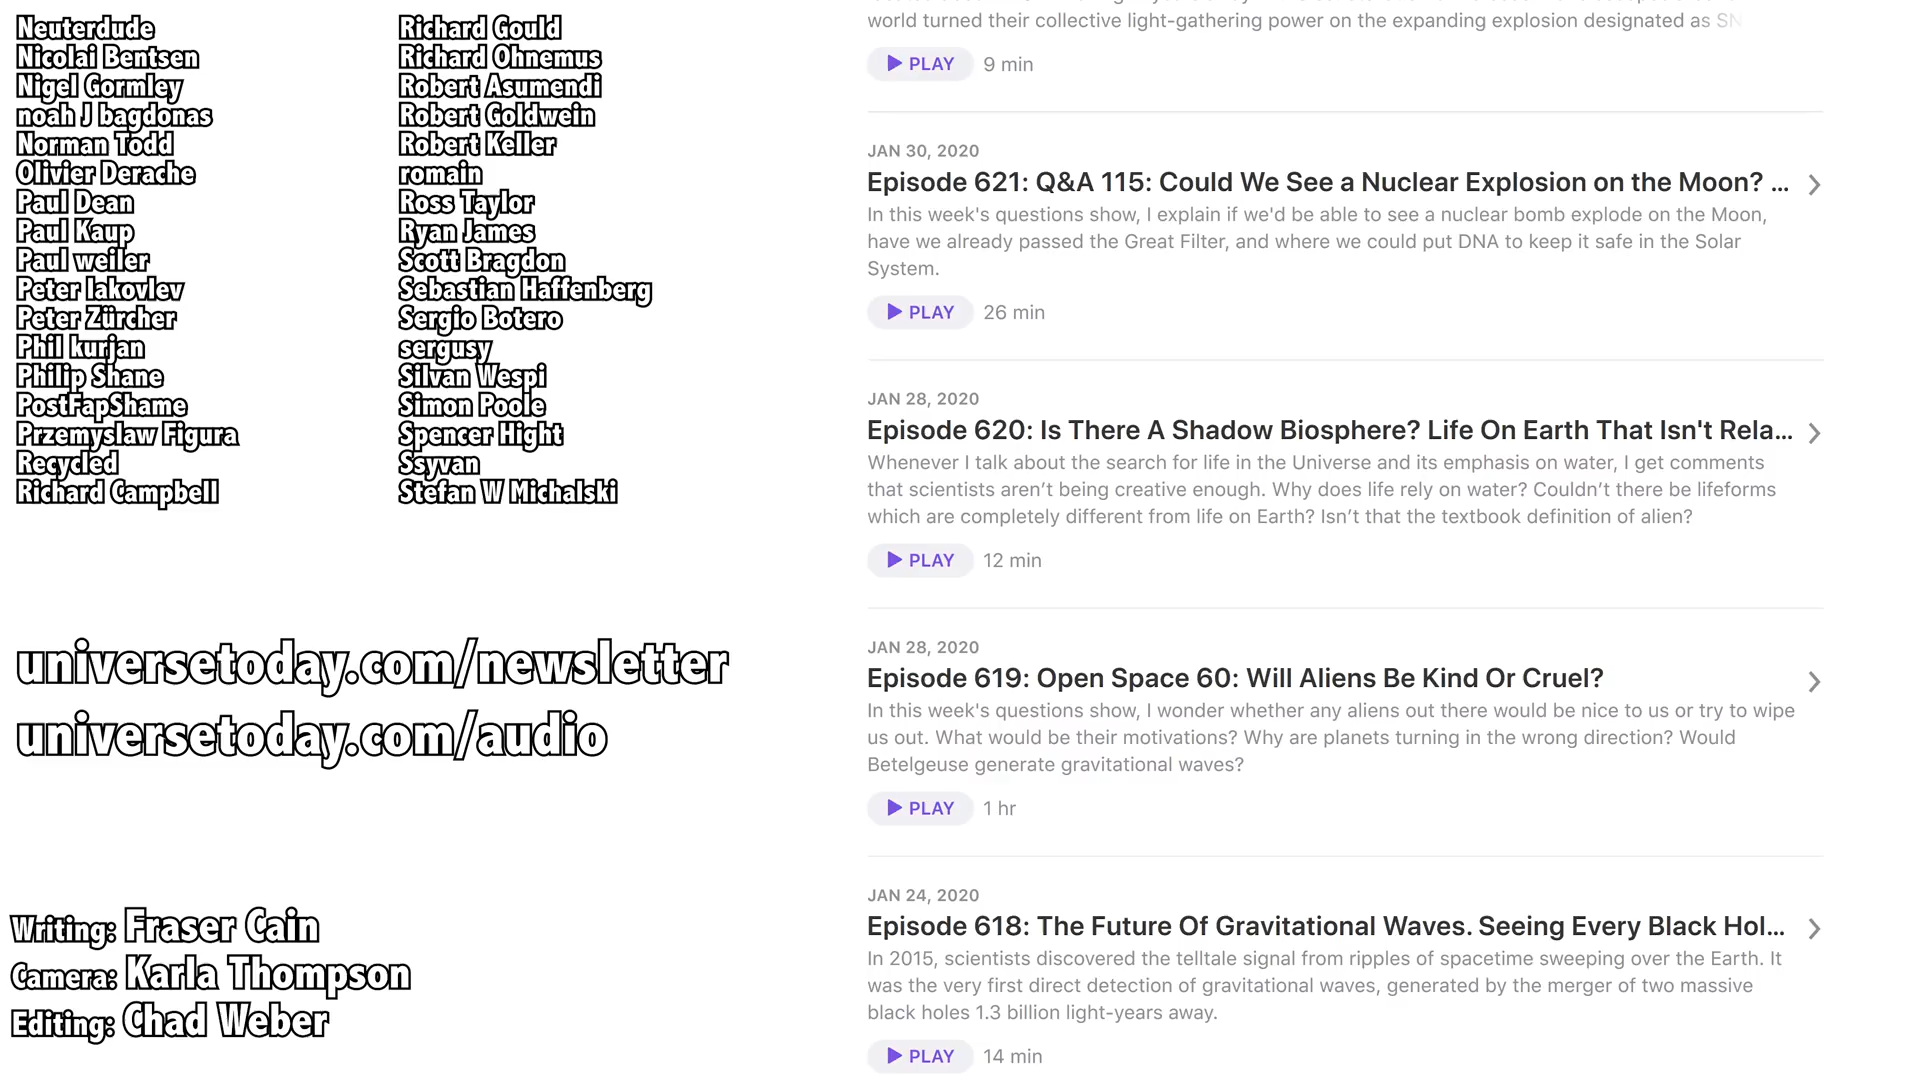 Neuterdude
Nicolai Bentsen
Nigel Gormley
noah J bagdonas
Norman Todd
Olivier Derache
Paul Dean
Paul Kaup
Paul weiler
Peter Iakovlev
Peter Zürcher
Phil kurjan
Philip Shane
PostFapShame
Przemyslaw Figura
Recycled
Richard Campbell
Richard Gould
Richard Ohnemus
Robert Asumendi
Robert Goldwein
Robert Keller
romain
Ross Taylor
Ryan James
Scott Bragdon
Sebastian Haffenberg
Sergio Botero
sergusy
Silvan Wespi
Simon Poole
Spencer Hight
Ssyvan
Stefan W Michalski
universetoday.com/newsletter
universetoday.com/audio
Writing: Fraser Cain
Camera: Karla Thompson
Editing: Chad Weber
world turned their collective light-gathering power on the expanding explosion designated as SN
PLAY 9 min
JAN 30, 2020
Episode 621: Q&A 115: Could We See a Nuclear Explosion on the Moon? ...
In this week's questions show, I explain if we'd be able to see a nuclear bomb explode on the Moon,
have we already passed the Great Filter, and where we could put DNA to keep it safe in the Solar
System.
PLAY 26 min
JAN 28, 2020
Episode 620: Is There A Shadow Biosphere? Life On Earth That Isn't Rela...
Whenever I talk about the search for life in the Universe and its emphasis on water, I get comments
that scientists aren’t being creative enough. Why does life rely on water? Couldn’t there be lifeforms
which are completely different from life on Earth? Isn’t that the textbook definition of alien?
PLAY 12 min
JAN 28, 2020
Episode 619: Open Space 60: Will Aliens Be Kind Or Cruel?
In this week's questions show, I wonder whether any aliens out there would be nice to us or try to wipe
us out. What would be their motivations? Why are planets turning in the wrong direction? Would
Betelgeuse generate gravitational waves?
PLAY 1 hr
JAN 24, 2020
Episode 618: The Future Of Gravitational Waves. Seeing Every Black Hol...
In 2015, scientists discovered the telltale signal from ripples of spacetime sweeping over the Earth. It
was the very first direct detection of gravitational waves, generated by the merger of two massive
black holes 1.3 billion light-years away.
PLAY 14 min